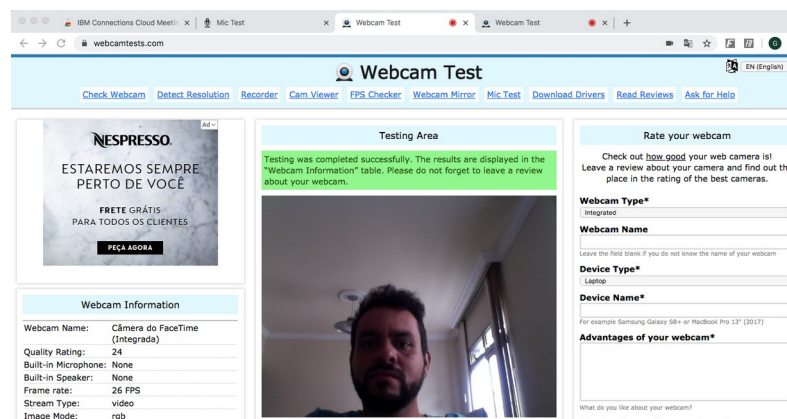 IBM Connections Cloud Meetin
Mic Test
Webcam Test
Webcam Test
webcamtests.com
G
Webcam Test
EN (English)
Check Webcam Detect Resolution Recorder Cam Viewer FPS Checker Webcam Mirror Mic Test Download Drivers Read Reviews Ask for Help
Ad
NESPRESSO.
ESTAREMOS SEMPRE
PERTO DE VOCÊ
FRETE GRÁTIS
PARA TODOS OS CLIENTES
PEÇA AGORA
Webcam Information
Webcam Name: Câmera do FaceTime
(Integrada)
Quality Rating: 24
Built-in Microphone: None
Built-in Speaker: None
Frame rate: 26 FPS
Stream Type: video
Image Mode: rgb
Testing Area
Testing was completed successfully. The results are displayed in the
"Webcam Information" table. Please do not forget to leave a review
about your webcam.
Rate your webcam
Check out how good your web camera is!
Leave a review about your camera and find out th
place in the rating of the best cameras.
Webcam Type*
Integrated
Webcam Name
Leave the field blank if you do not know the name of your webcam
Device Type*
Laptop
Device Name*
For example Samsung Galaxy S8+ or MacBook Pro 13" (2017)
Advantages of your webcam*
What do you like about your webcam?